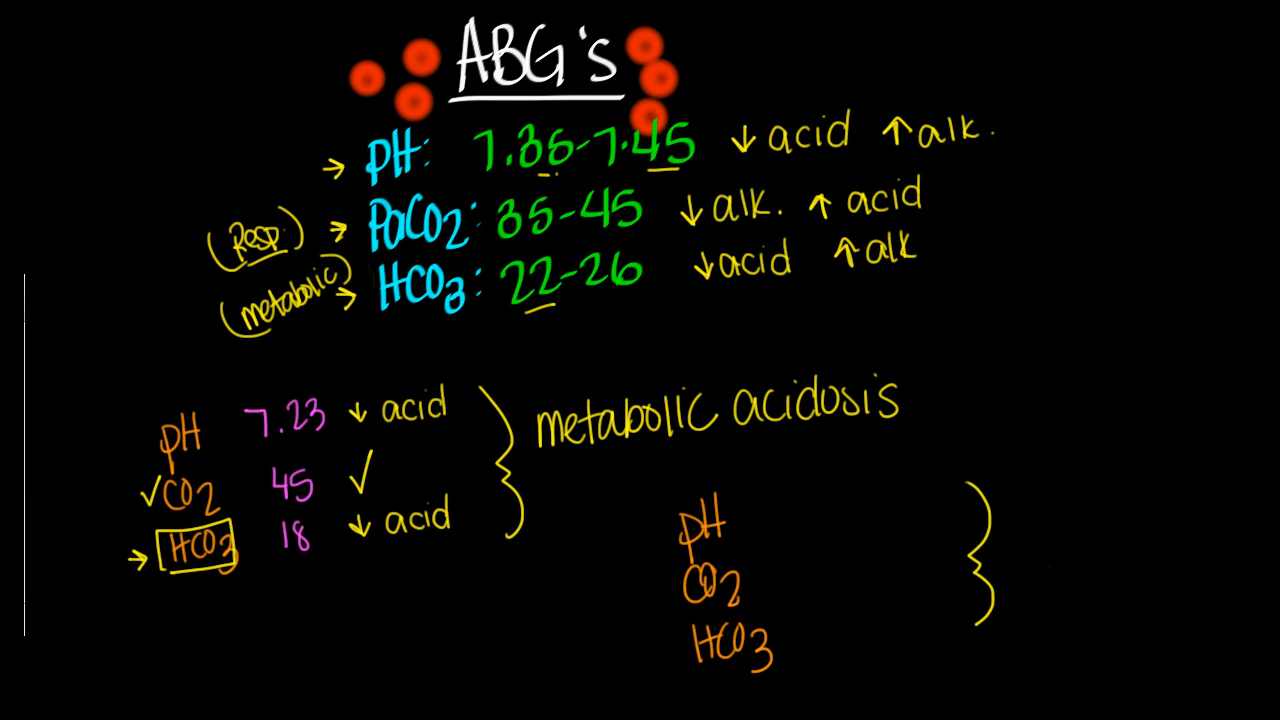 ABG's
→ pH: 7.35-7.45 ↓ acid ↑ alk.
(Resp.) → PaCO2: 35-45 ↓ alk. ↑ acid
(metabolic) → HCO3: 22-26 ↓ acid ↑ alk
pH 7.23 ↓ acid
✓ CO2 45 ✓
→ HCO3 18 ↓ acid
metabolic acidosis
pH
CO2
HCO3